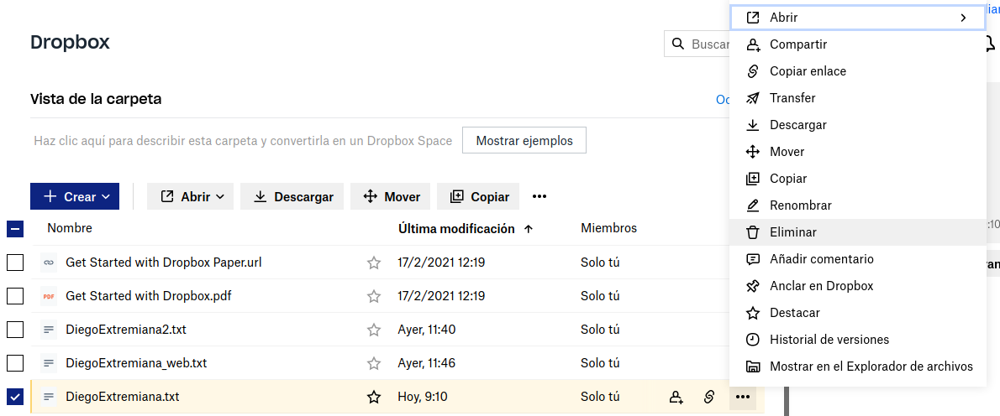 Abrir
Dropbox
Buscar
Compartir
Copiar enlace
Vista de la carpeta
Transfer
Descargar
Haz clic aquí para describir esta carpeta y convertirla en un Dropbox Space
Mostrar ejemplos
Mover
Copiar
Crear
Abrir
Descargar
Mover
Copiar
Renombrar
Nombre
Última modificación
Miembros
Eliminar
Get Started with Dropbox Paper.url
17/2/2021 12:19
Solo tú
Añadir comentario
Get Started with Dropbox.pdf
17/2/2021 12:19
Solo tú
Anclar en Dropbox
PDF
Destacar
DiegoExtremiana2.txt
Ayer, 11:40
Solo tú
Historial de versiones
DiegoExtremiana_web.txt
Ayer, 11:46
Solo tú
Mostrar en el Explorador de archivos
DiegoExtremiana.txt
Hoy, 9:10
Solo tú